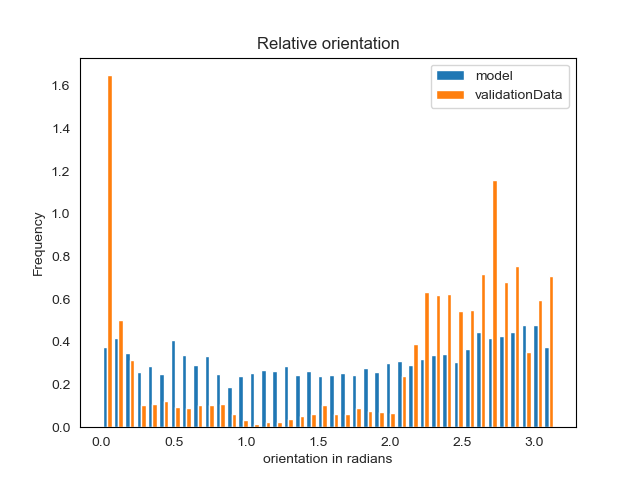 Relative orientation
model
validationData
1.6
1.4
1.2
1.0
0.8
0.6
0.4
0.2
0.0
Frequency
0.0 0.5 1.0 1.5 2.0 2.5 3.0
orientation in radians